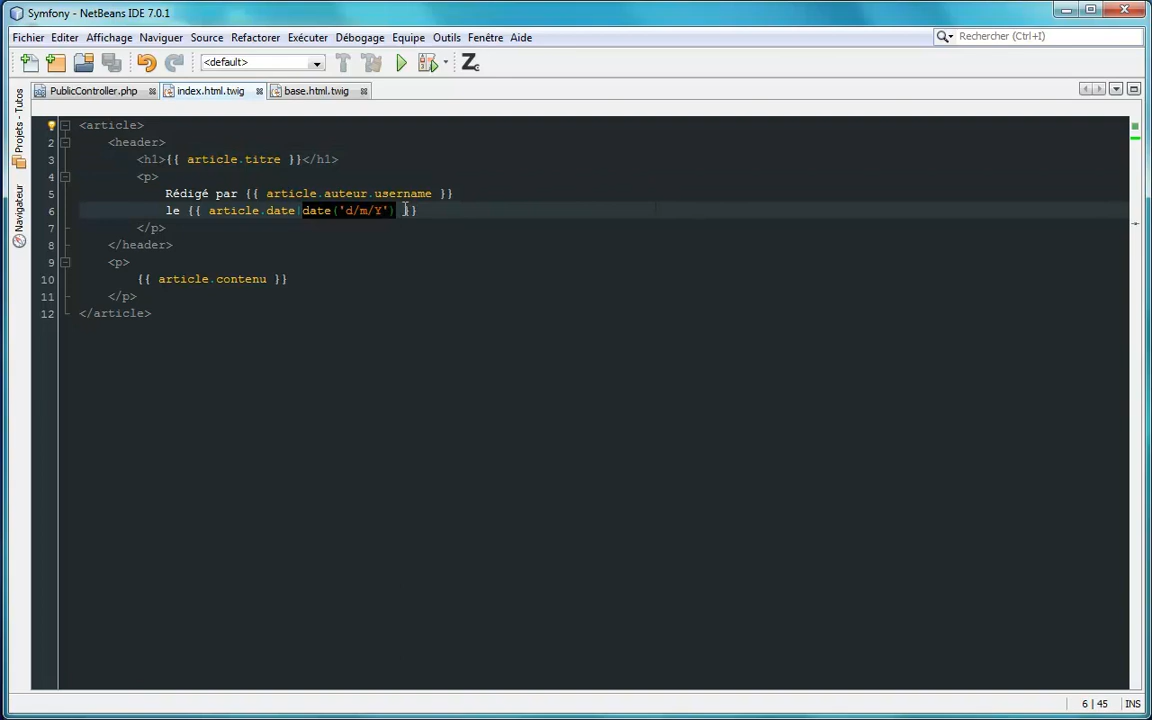 Symfony - NetBeans IDE 7.0.1
Fichier Editer Affichage Naviguer Source Refactorer Exécuter Débogage Equipe Outils Fenêtre Aide
Rechercher (Ctrl+I)
<default>
PublicController.php index.html.twig base.html.twig
Projets - Tutos
Navigateur
1 <article>
2 <header>
3 <h1>{{ article.titre }}</h1>
4 <p>
5 Rédigé par {{ article.auteur.username }}
6 le {{ article.date|date('d/m/Y') }}
7 </p>
8 </header>
9 <p>
10 {{ article.contenu }}
11 </p>
12 </article>
6 | 45 INS